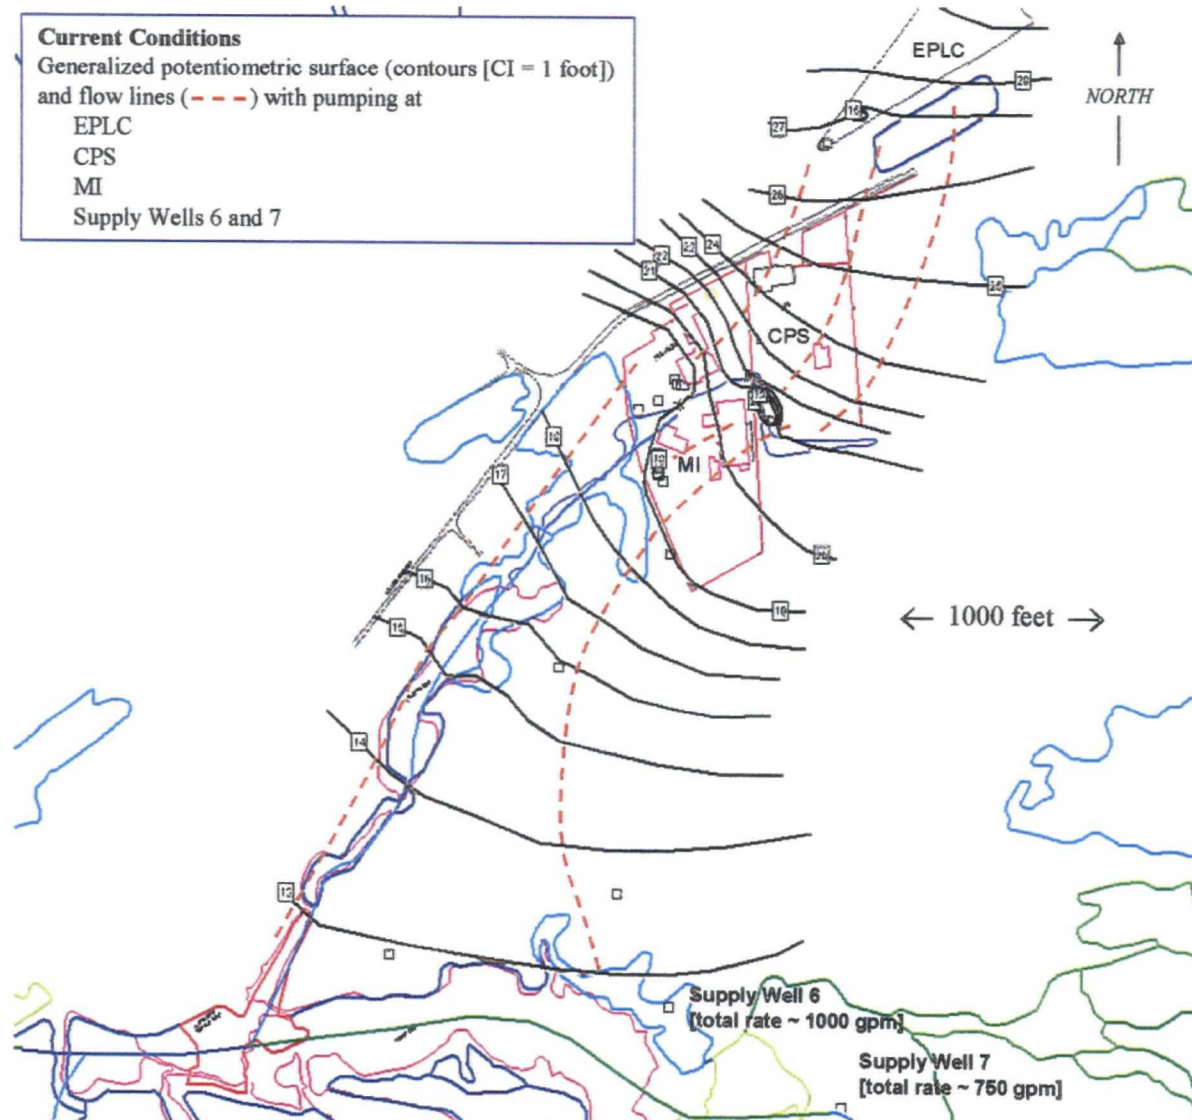 Current Conditions
Generalized potentiometric surface (contours [CI = 1 foot])
and flow lines (- - - -) with pumping at
EPLC
CPS
MI
Supply Wells 6 and 7
EPLC
NORTH
28
16
27
26
24
23
22
21
25
CPS
MI
17
20
19
16
15
← 1000 feet →
14
13
Supply Well 6
[total rate ~ 1000 gpm]
Supply Well 7
[total rate ~ 750 gpm]